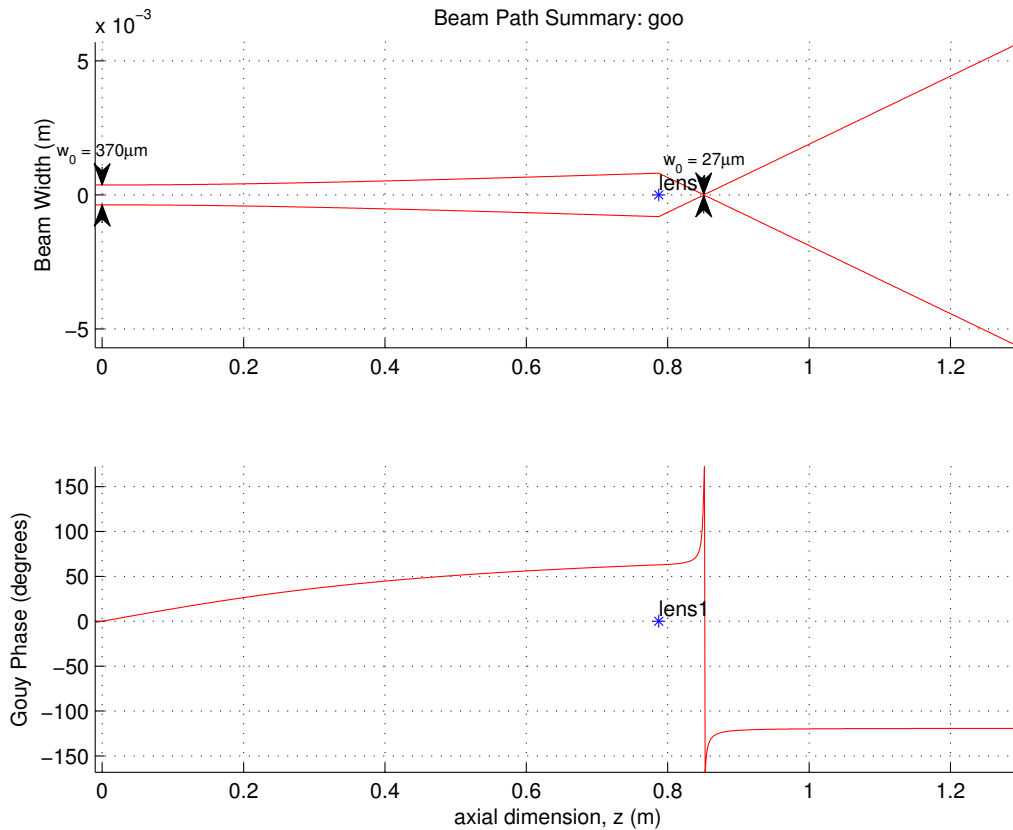 Beam Path Summary: goo
x 10⁻³
Beam Width (m)
5
0
−5
w₀ = 370μm
w₀ = 27μm
lens
0 0.2 0.4 0.6 0.8 1 1.2
Gouy Phase (degrees)
150
100
50
0
−50
−100
−150
lens1
0 0.2 0.4 0.6 0.8 1 1.2
axial dimension, z (m)